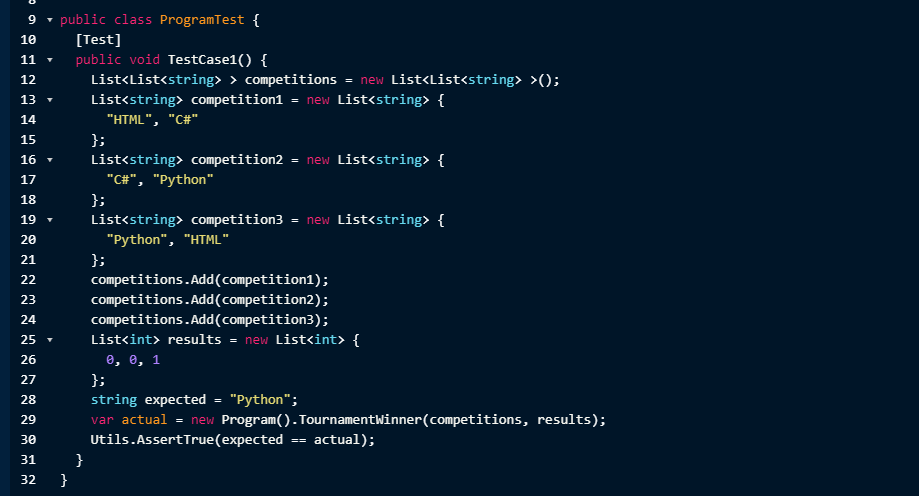 9 public class ProgramTest {
10 [Test]
11 public void TestCase1() {
12 List<List<string> > competitions = new List<List<string> >();
13 List<string> competition1 = new List<string> {
14 "HTML", "C#"
15 };
16 List<string> competition2 = new List<string> {
17 "C#", "Python"
18 };
19 List<string> competition3 = new List<string> {
20 "Python", "HTML"
21 };
22 competitions.Add(competition1);
23 competitions.Add(competition2);
24 competitions.Add(competition3);
25 List<int> results = new List<int> {
26 0, 0, 1
27 };
28 string expected = "Python";
29 var actual = new Program().TournamentWinner(competitions, results);
30 Utils.AssertTrue(expected == actual);
31 }
32 }